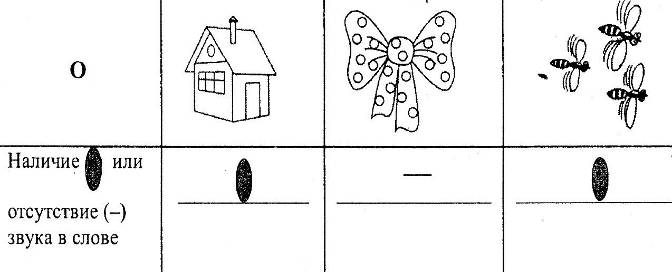 О
Наличие или
отсутствие (–)
звука в слове